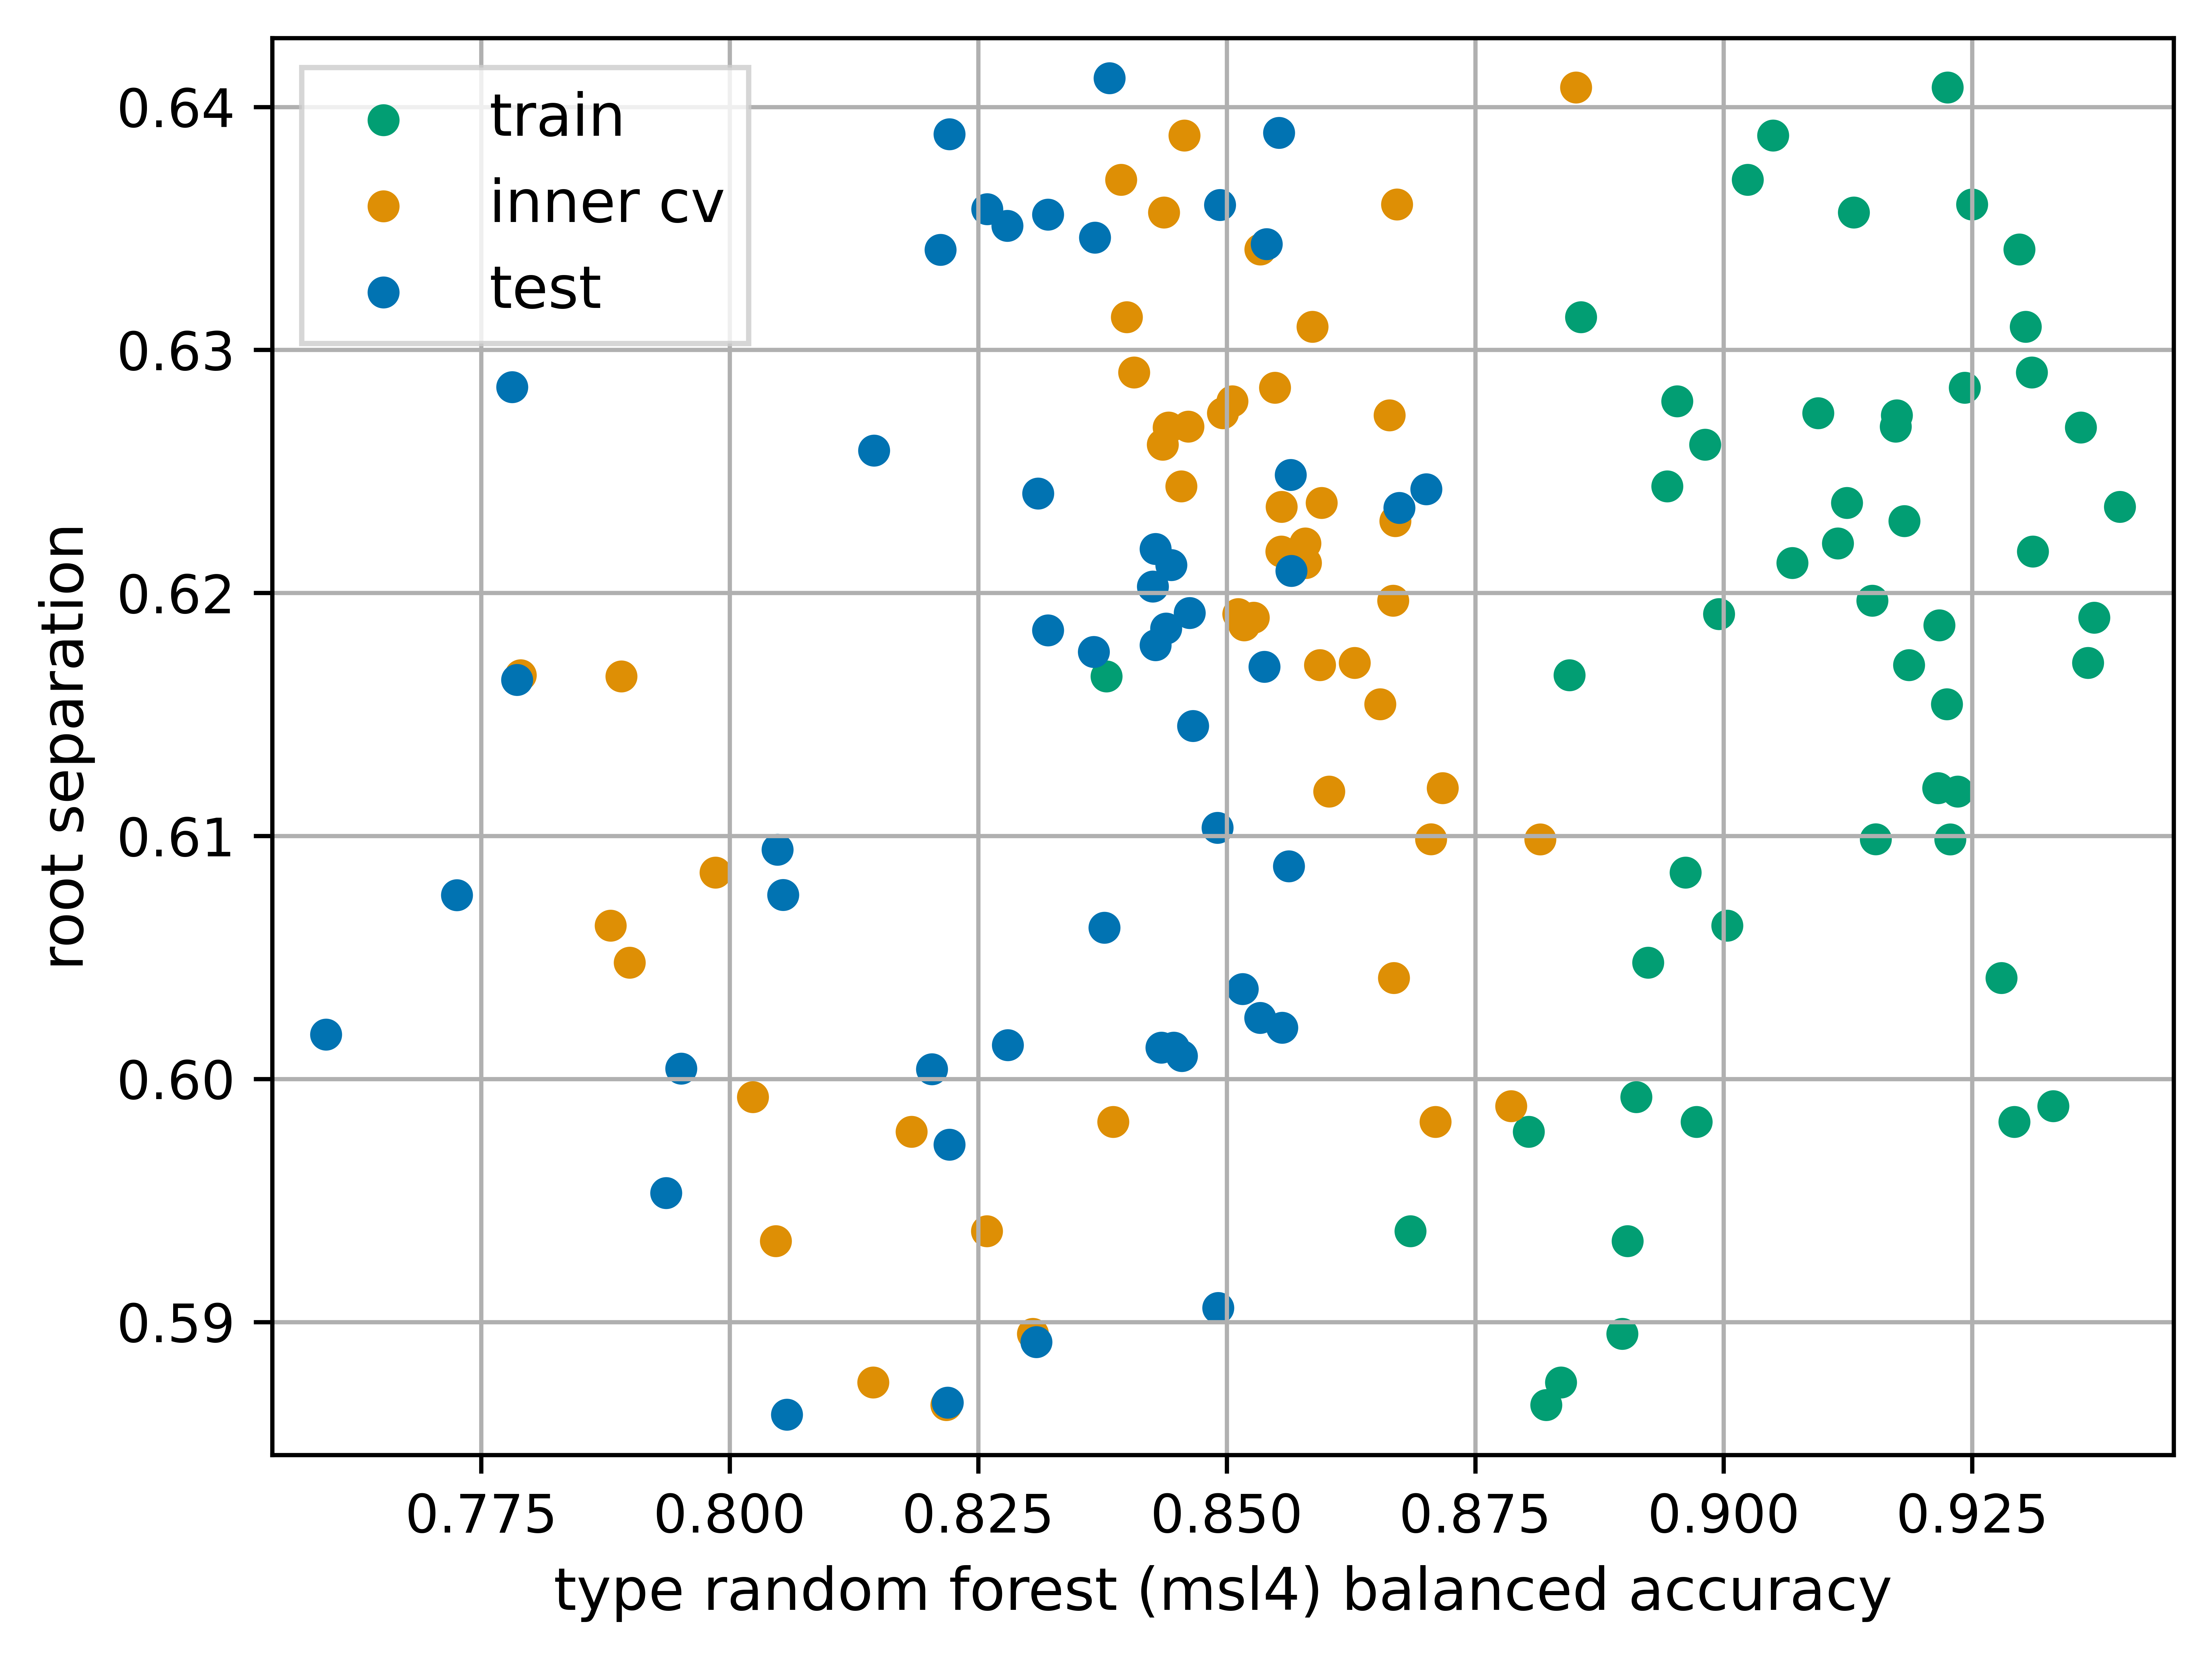 train
inner cv
test
0.64
0.63
0.62
0.61
0.60
0.59
root separation
0.775 0.800 0.825 0.850 0.875 0.900 0.925
type random forest (msl4) balanced accuracy